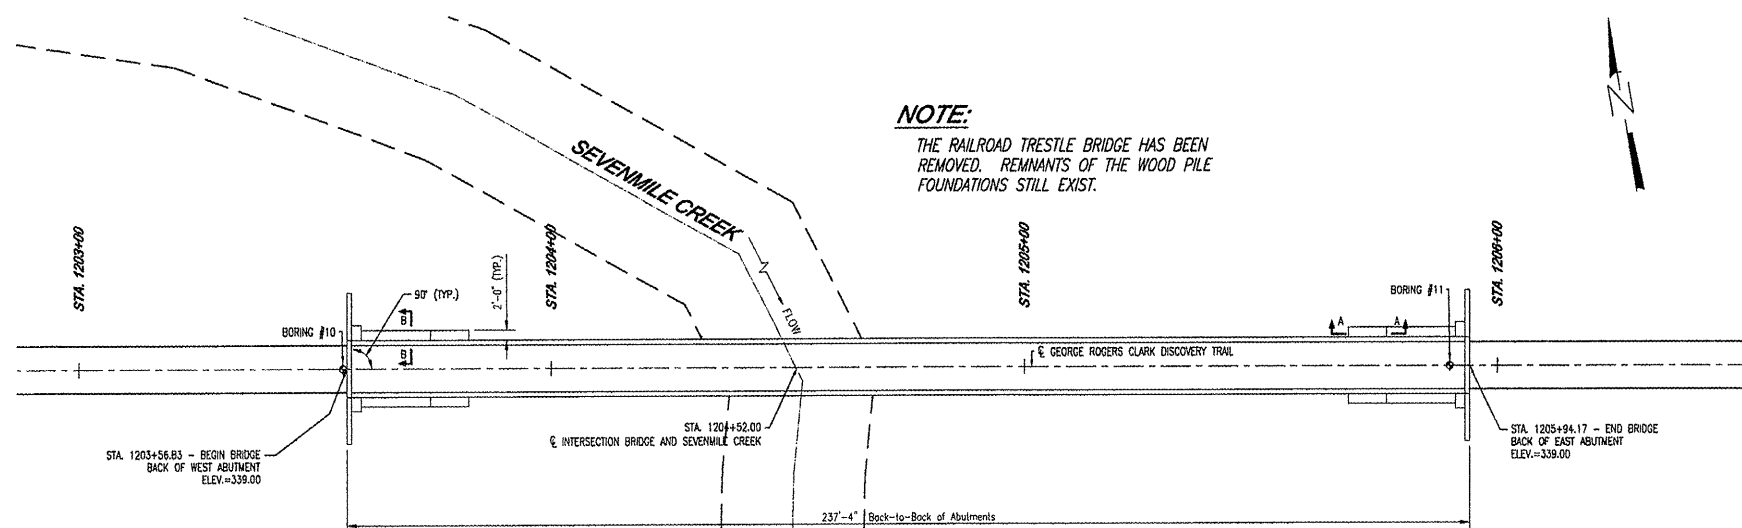 NOTE:
THE RAILROAD TRESTLE BRIDGE HAS BEEN
REMOVED. REMNANTS OF THE WOOD PILE
FOUNDATIONS STILL EXIST.
N
SEVENMILE CREEK
FLOW
STA. 1203+00
STA. 1204+00
STA. 1205+00
STA. 1206+00
90° (TYP.)
2'-0" (TYP.)
BORING #10
B
B
BORING #11
A
A
℄ GEORGE ROGERS CLARK DISCOVERY TRAIL
STA. 1204+52.00
℄ INTERSECTION BRIDGE AND SEVENMILE CREEK
STA. 1203+56.83 - BEGIN BRIDGE
BACK OF WEST ABUTMENT
ELEV.=339.00
STA. 1205+94.17 - END BRIDGE
BACK OF EAST ABUTMENT
ELEV.=339.00
237'-4" Back-to-Back of Abutments